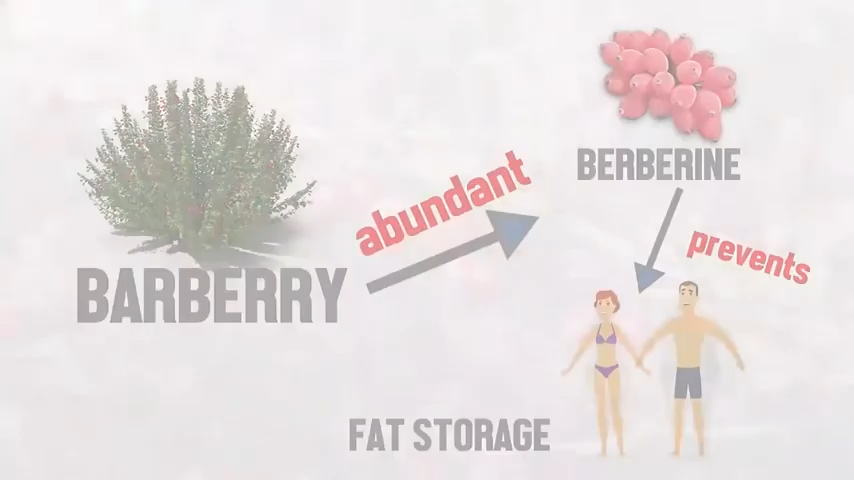 BERBERINE
abundant
prevents
BARBERRY
FAT STORAGE